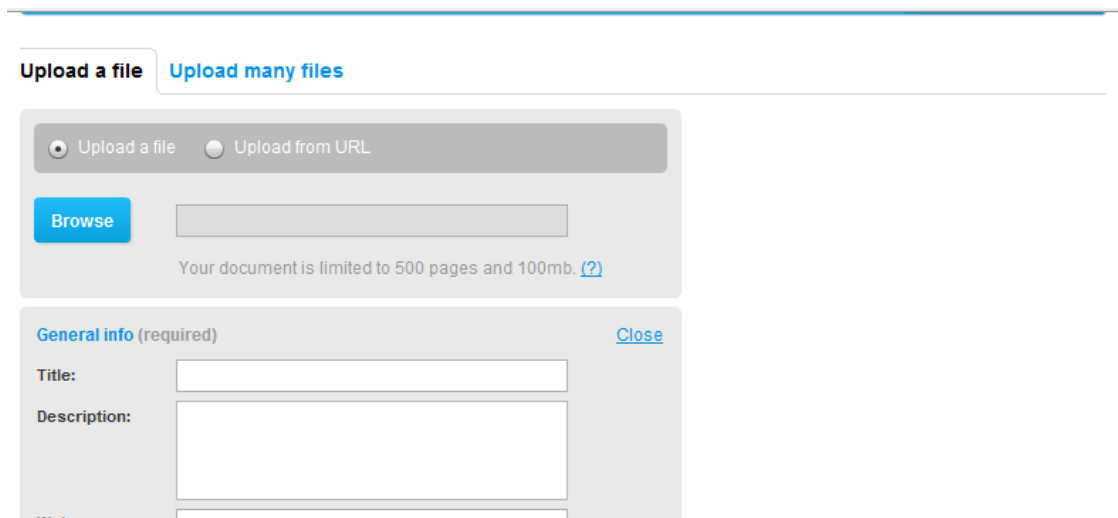 Upload a file Upload many files
Upload a file Upload from URL
Browse
Your document is limited to 500 pages and 100mb. (?)
General info (required) Close
Title:
Description: